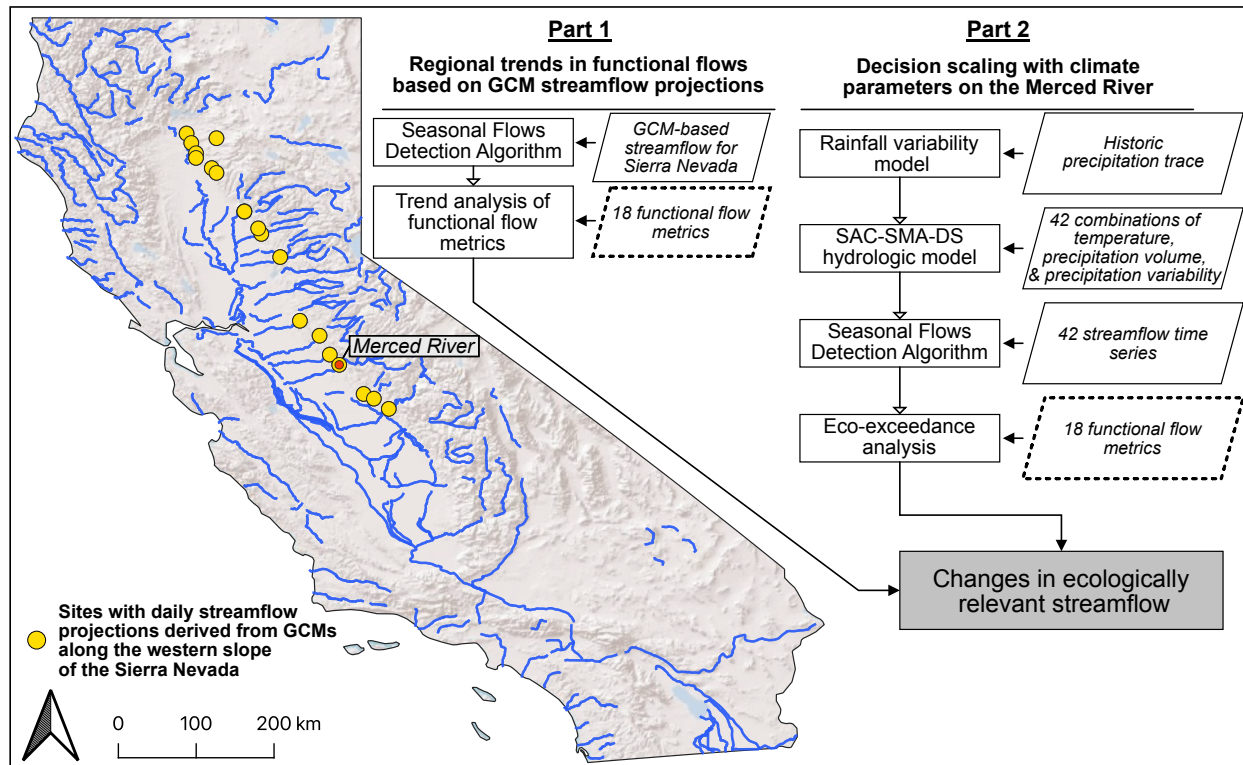 Part 1
Regional trends in functional flows
based on GCM streamflow projections
Seasonal Flows
Detection Algorithm
GCM-based
streamflow for
Sierra Nevada
Trend analysis of
functional flow
metrics
18 functional flow
metrics
Part 2
Decision scaling with climate
parameters on the Merced River
Rainfall variability
model
Historic
precipitation trace
SAC-SMA-DS
hydrologic model
42 combinations of
temperature,
precipitation volume,
& precipitation variability
Seasonal Flows
Detection Algorithm
42 streamflow time
series
Eco-exceedance
analysis
18 functional flow
metrics
Changes in ecologically
relevant streamflow
Merced River
Sites with daily streamflow
projections derived from GCMs
along the western slope
of the Sierra Nevada
0 100 200 km